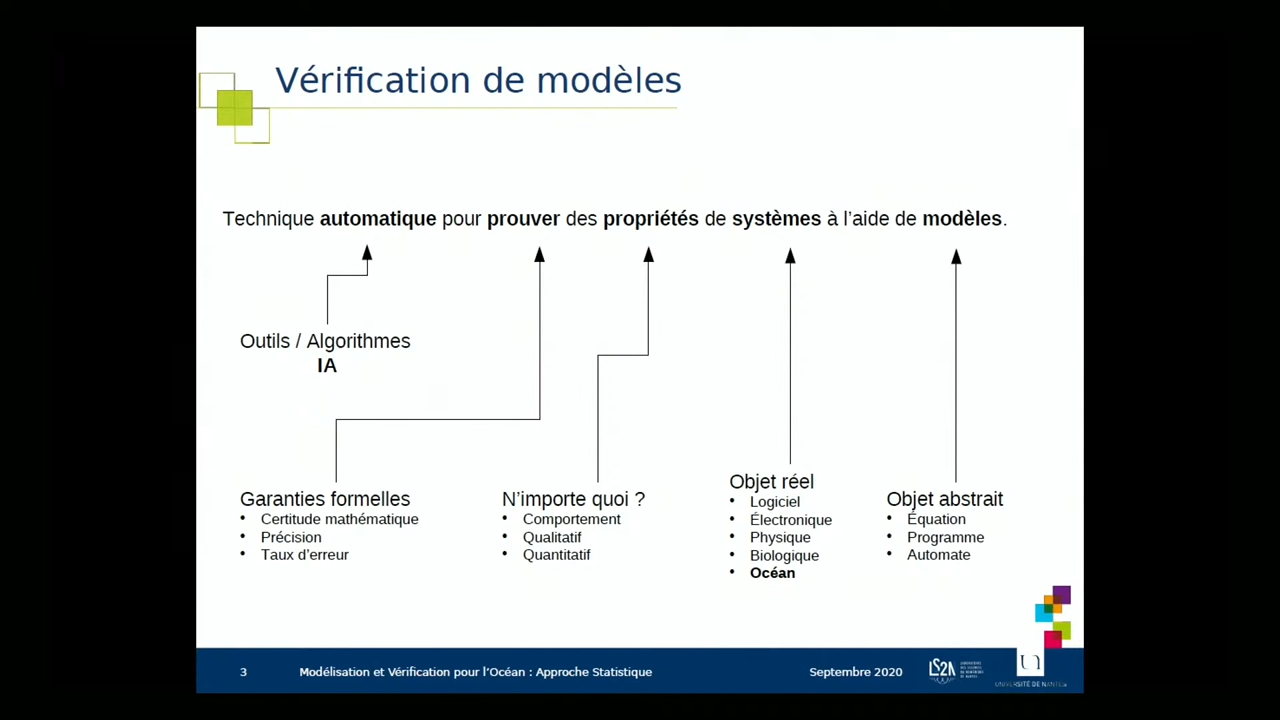 Vérification de modèles
Technique automatique pour prouver des propriétés de systèmes à l’aide de modèles.
Outils / Algorithmes
IA
Garanties formelles
• Certitude mathématique
• Précision
• Taux d’erreur
N’importe quoi ?
• Comportement
• Qualitatif
• Quantitatif
Objet réel
• Logiciel
• Électronique
• Physique
• Biologique
• Océan
Objet abstrait
• Équation
• Programme
• Automate
3
Modélisation et Vérification pour l’Océan : Approche Statistique
Septembre 2020
LS2N
UNIVERSITÉ DE NANTES